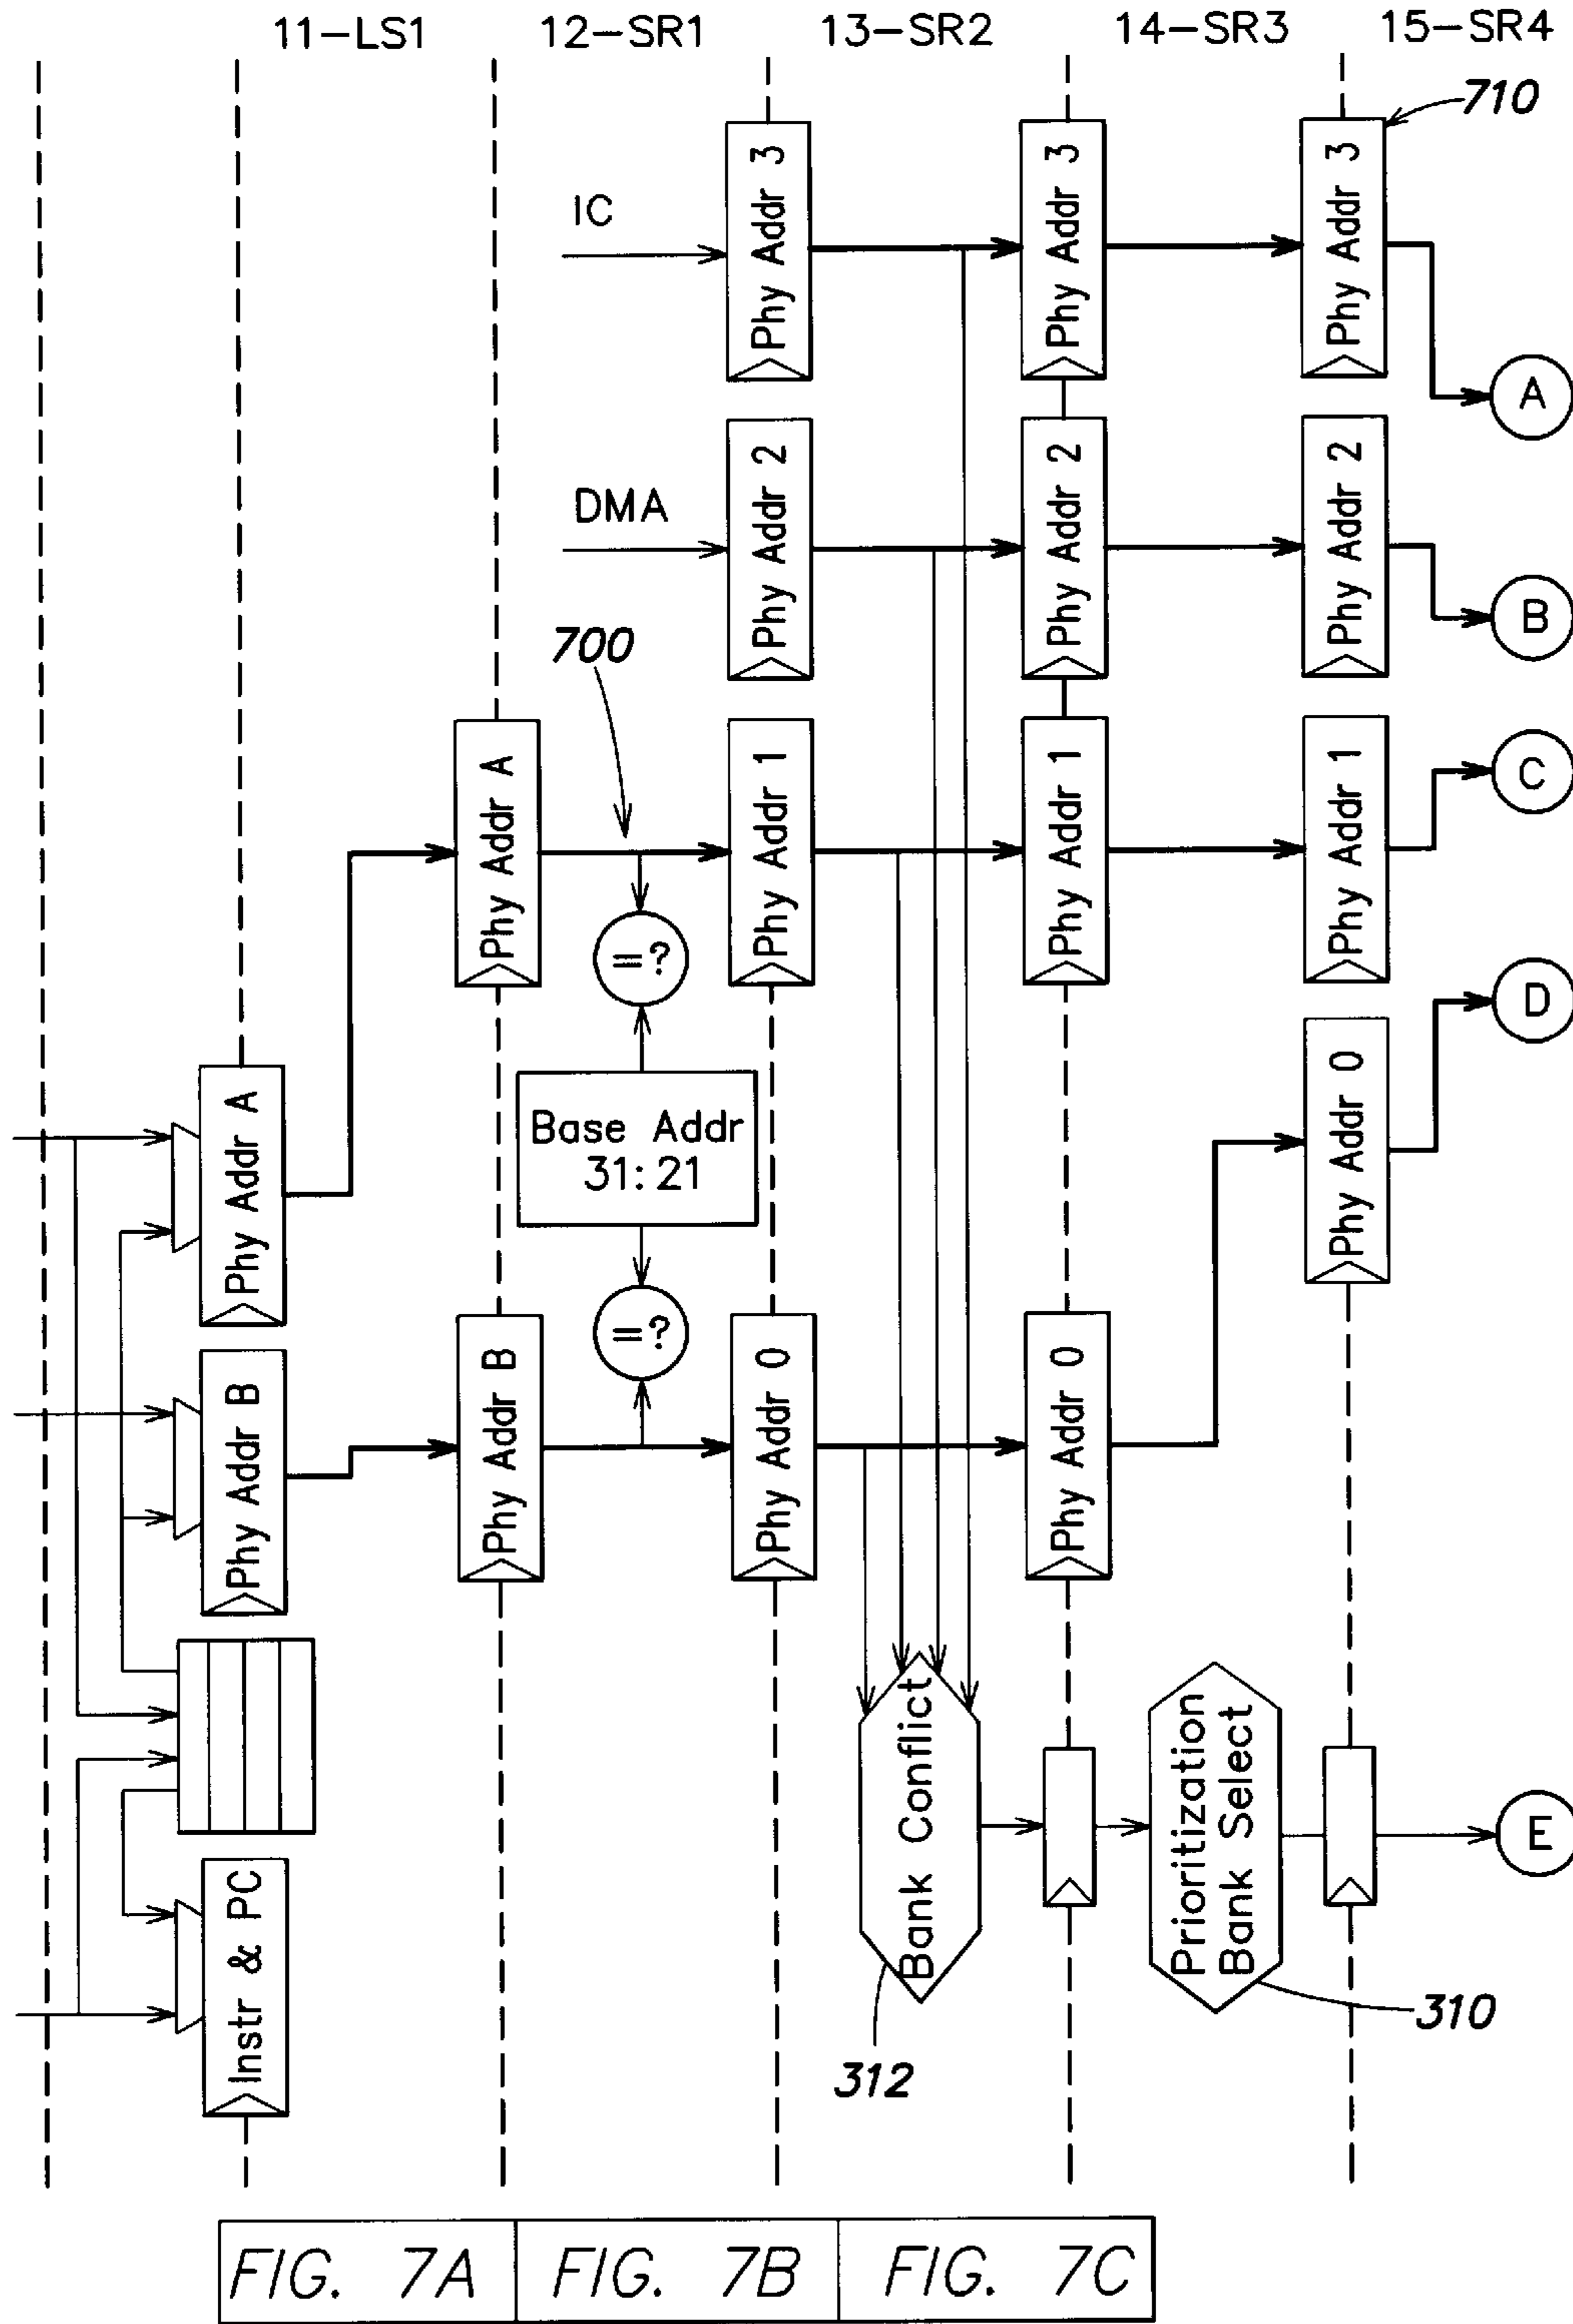 11-LS1 12-SR1 13-SR2 14-SR3 15-SR4
710
IC
Phy Addr 3
Phy Addr 3
Phy Addr 3
A
DMA
Phy Addr 2
Phy Addr 2
Phy Addr 2
B
700
Phy Addr A
Phy Addr 1
Phy Addr 1
Phy Addr 1
C
=?
D
Phy Addr A
Base Addr
31:21
Phy Addr 0
=?
Phy Addr B
Phy Addr B
Phy Addr 0
Phy Addr 0
Bank Conflict
Prioritization
Bank Select
E
Instr & PC
310
312
FIG. 7A FIG. 7B FIG. 7C